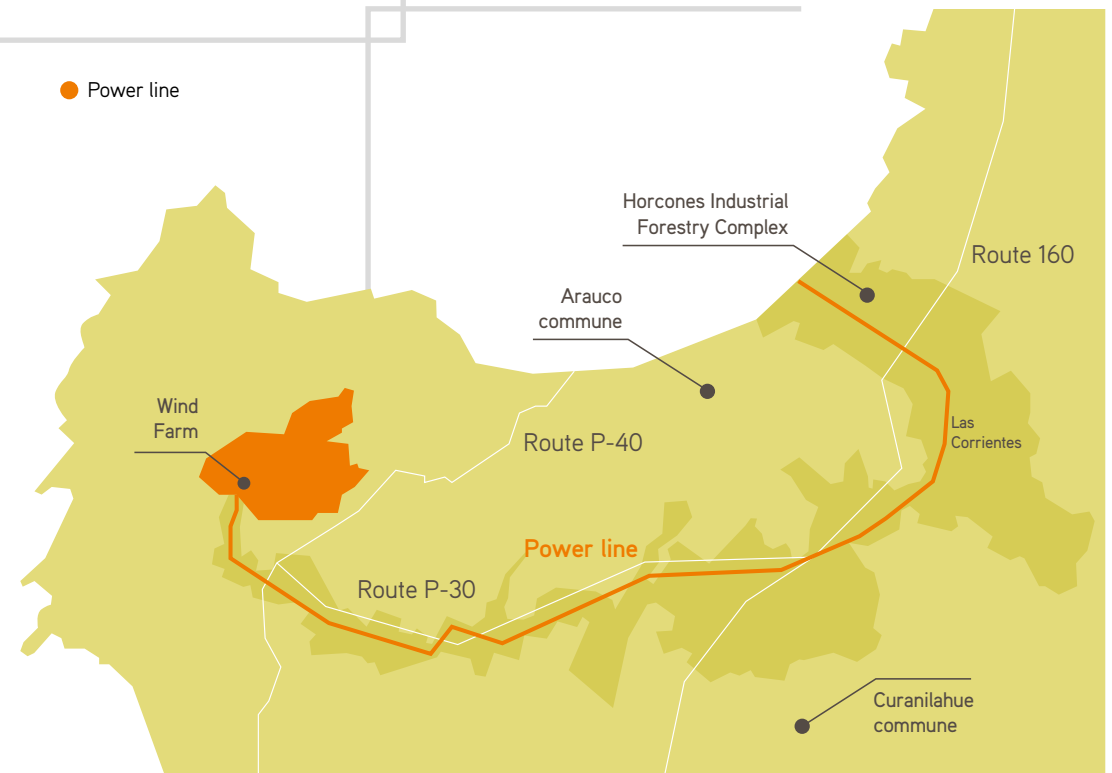 Power line
Horcones Industrial
Forestry Complex
Route 160
Arauco
commune
Wind
Farm
Route P-40
Las
Corrientes
Power line
Route P-30
Curanilahue
commune